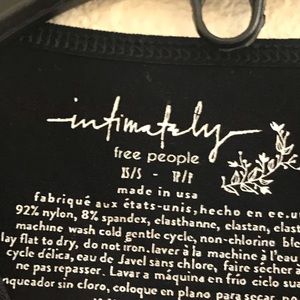 intimately
free people
XS/S - TP/P
made in usa
fabriqué aux états-unis, hecho en ee.u
92% nylon, 8% spandex, elasthanne, elastan, elast
machine wash cold gentle cycle, non-chlorine ble
lay flat to dry, do not iron. laver à la machine à l'eau
cycle délica, eau de Javel sans chlore, faire sécher à
ne pas repasser. Lavar a máquina en frío ciclo su
nqueador sin cloro, coloque en plano para secar, n